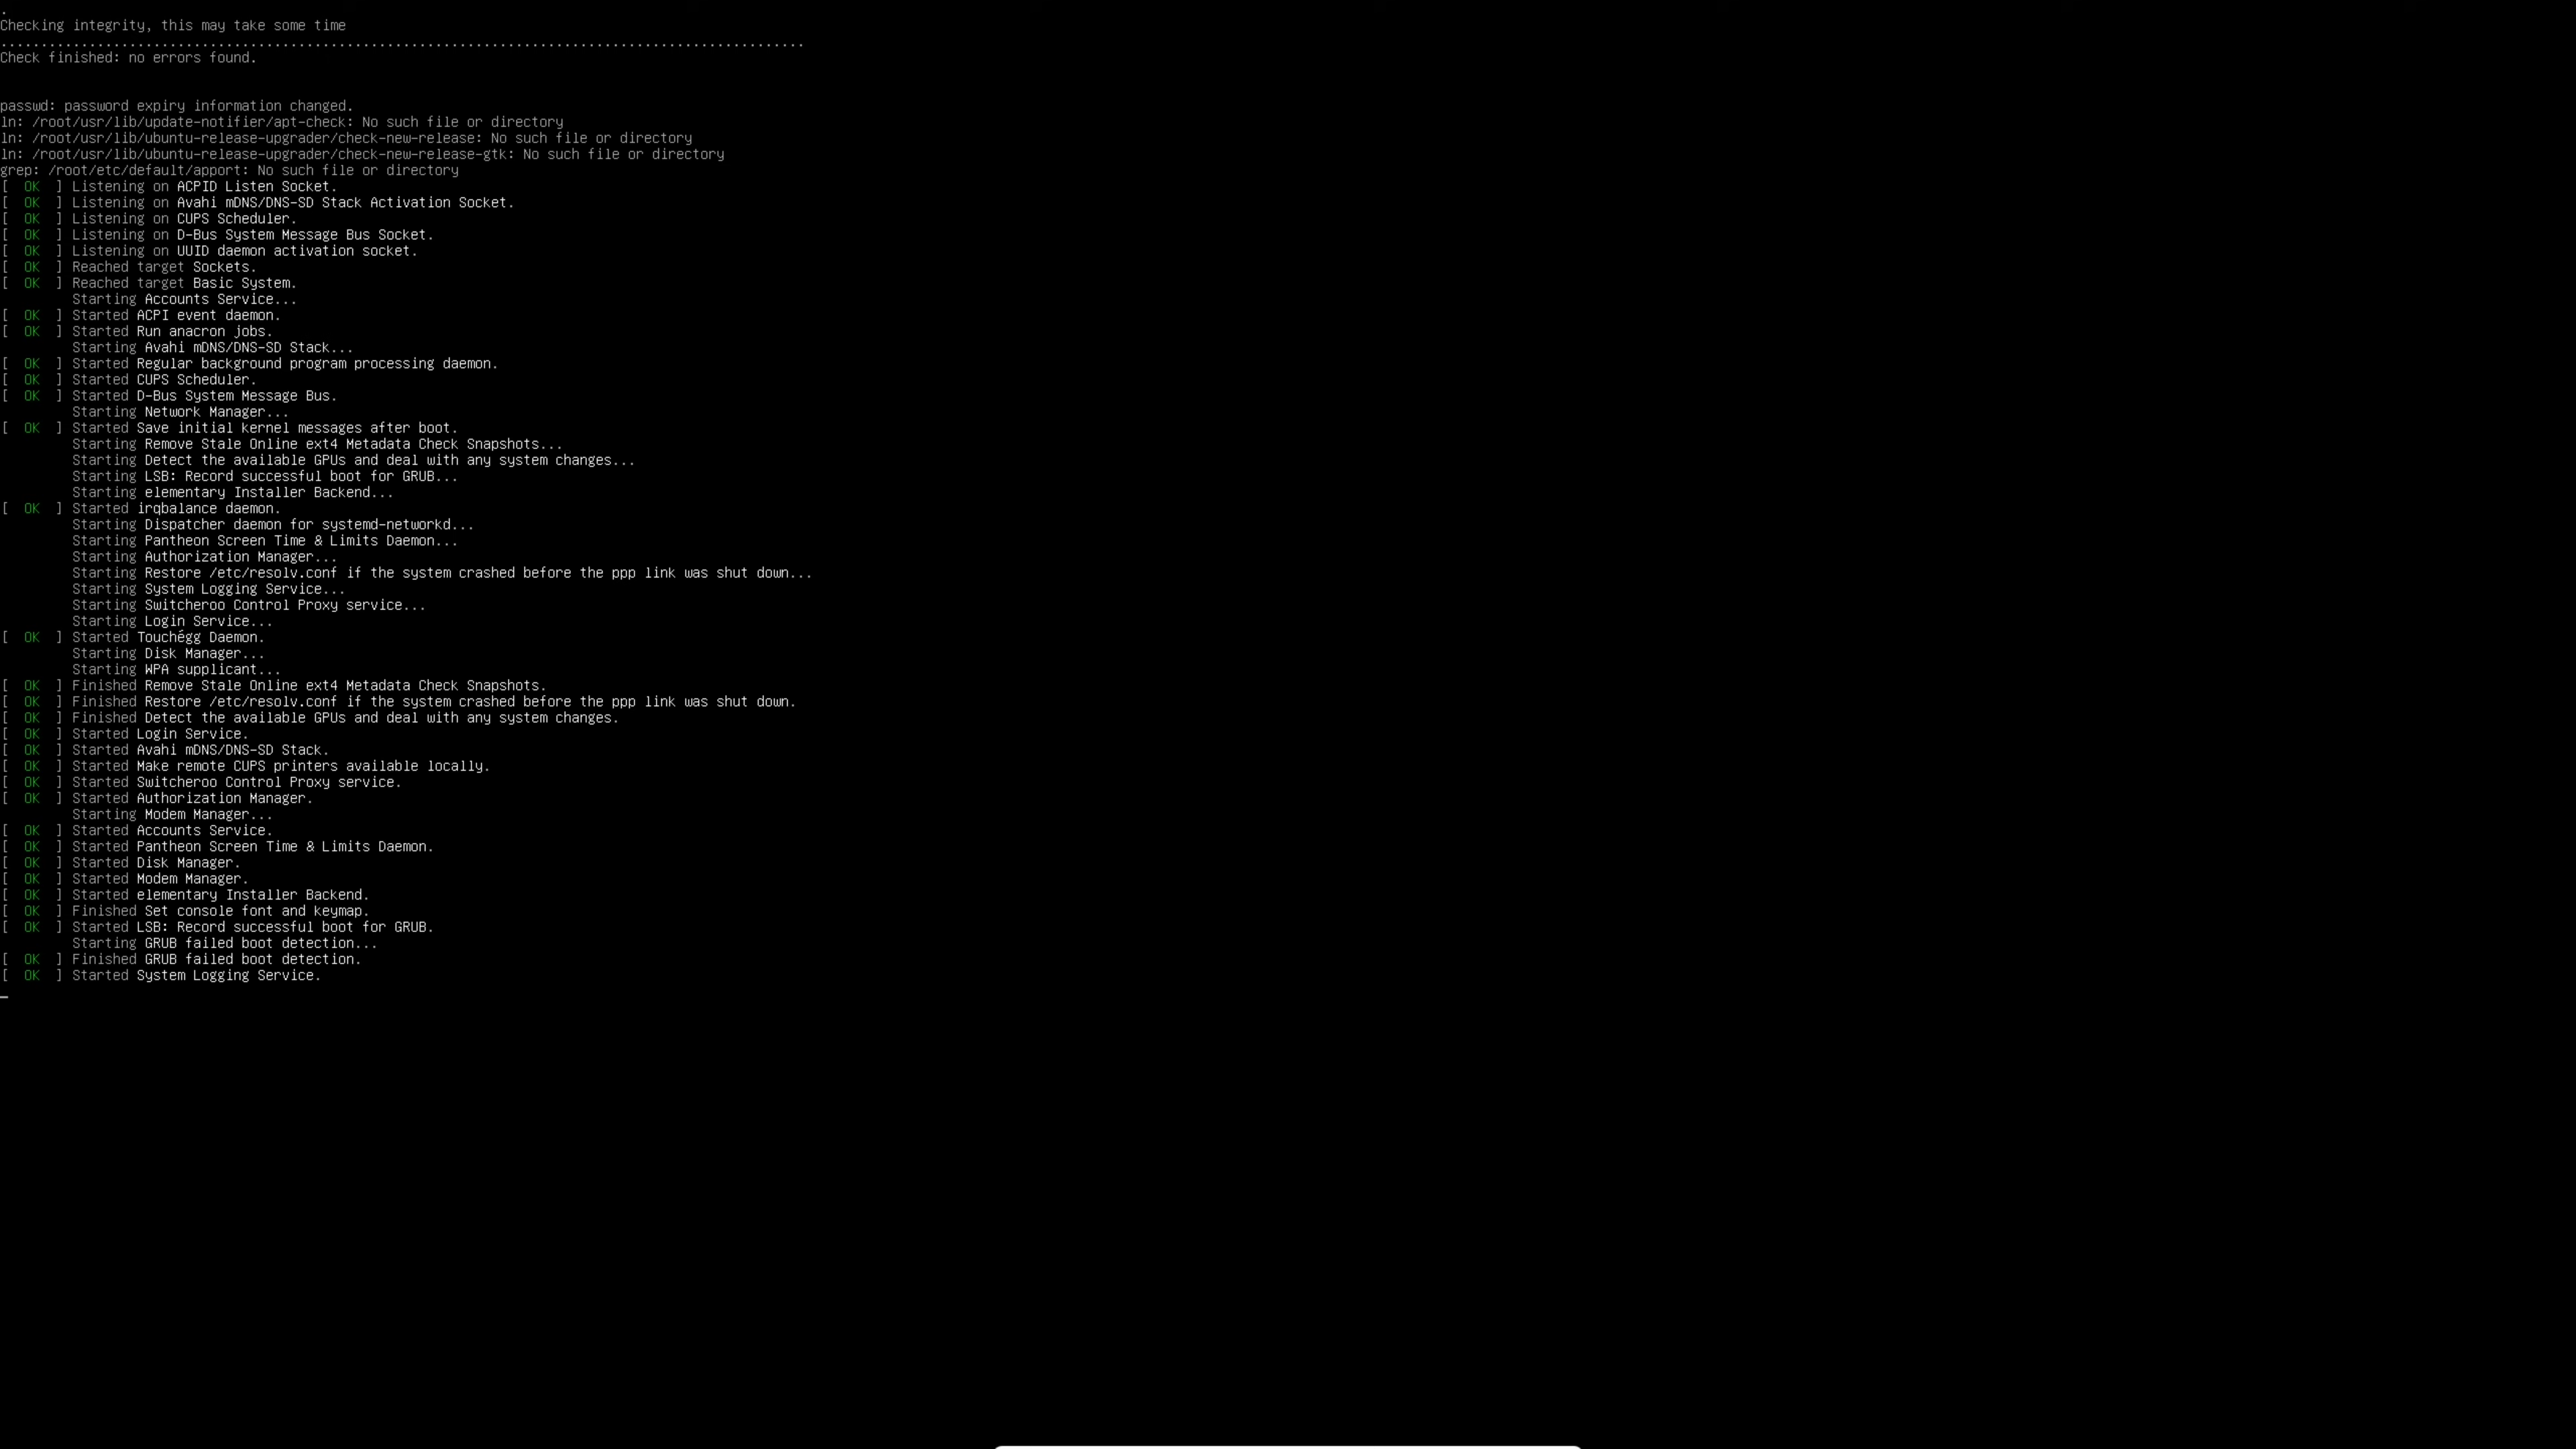 .
Checking integrity, this may take some time
....................................................................................................
Check finished: no errors found.
passwd: password expiry information changed.
ln: /root/usr/lib/update-notifier/apt-check: No such file or directory
ln: /root/usr/lib/ubuntu-release-upgrader/check-new-release: No such file or directory
ln: /root/usr/lib/ubuntu-release-upgrader/check-new-release-gtk: No such file or directory
grep: /root/etc/default/apport: No such file or directory
[  OK  ] Listening on ACPID Listen Socket.
[  OK  ] Listening on Avahi mDNS/DNS-SD Stack Activation Socket.
[  OK  ] Listening on CUPS Scheduler.
[  OK  ] Listening on D-Bus System Message Bus Socket.
[  OK  ] Listening on UUID daemon activation socket.
[  OK  ] Reached target Sockets.
[  OK  ] Reached target Basic System.
         Starting Accounts Service...
[  OK  ] Started ACPI event daemon.
[  OK  ] Started Run anacron jobs.
         Starting Avahi mDNS/DNS-SD Stack...
[  OK  ] Started Regular background program processing daemon.
[  OK  ] Started CUPS Scheduler.
[  OK  ] Started D-Bus System Message Bus.
         Starting Network Manager...
[  OK  ] Started Save initial kernel messages after boot.
         Starting Remove Stale Online ext4 Metadata Check Snapshots...
         Starting Detect the available GPUs and deal with any system changes...
         Starting LSB: Record successful boot for GRUB...
         Starting elementary Installer Backend...
[  OK  ] Started irqbalance daemon.
         Starting Dispatcher daemon for systemd-networkd...
         Starting Pantheon Screen Time & Limits Daemon...
         Starting Authorization Manager...
         Starting Restore /etc/resolv.conf if the system crashed before the ppp link was shut down...
         Starting System Logging Service...
         Starting Switcheroo Control Proxy service...
         Starting Login Service...
[  OK  ] Started Touchégg Daemon.
         Starting Disk Manager...
         Starting WPA supplicant...
[  OK  ] Finished Remove Stale Online ext4 Metadata Check Snapshots.
[  OK  ] Finished Restore /etc/resolv.conf if the system crashed before the ppp link was shut down.
[  OK  ] Finished Detect the available GPUs and deal with any system changes.
[  OK  ] Started Login Service.
[  OK  ] Started Avahi mDNS/DNS-SD Stack.
[  OK  ] Started Make remote CUPS printers available locally.
[  OK  ] Started Switcheroo Control Proxy service.
[  OK  ] Started Authorization Manager.
         Starting Modem Manager...
[  OK  ] Started Accounts Service.
[  OK  ] Started Pantheon Screen Time & Limits Daemon.
[  OK  ] Started Disk Manager.
[  OK  ] Started Modem Manager.
[  OK  ] Started elementary Installer Backend.
[  OK  ] Finished Set console font and keymap.
[  OK  ] Started LSB: Record successful boot for GRUB.
         Starting GRUB failed boot detection...
[  OK  ] Finished GRUB failed boot detection.
[  OK  ] Started System Logging Service.